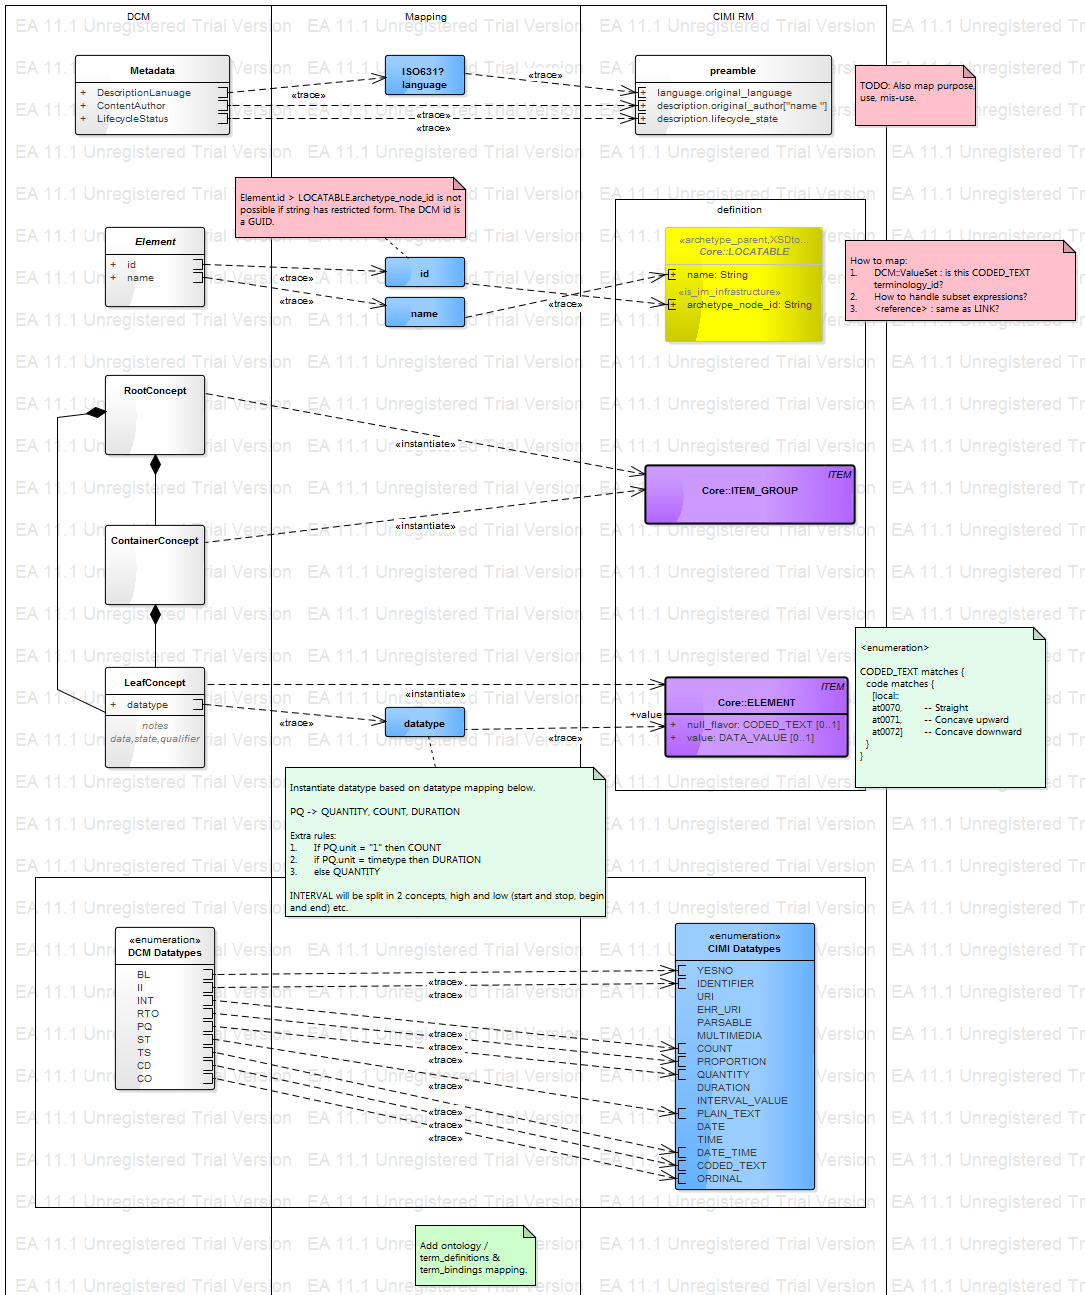 DCM
Mapping
CIMI RM
Metadata
+ DescriptionLanuage
+ ContentAuthor
+ LifecycleStatus
ISO631?
language
«trace»
«trace»
«trace»
«trace»
preamble
+ language.original_language
+ description.original_author["name "]
+ description.lifecycle_state
TODO: Also map purpose,
use, mis-use.
Element.id > LOCATABLE.archetype_node_id is not
possible if string has restricted form. The DCM id is
a GUID.
Element
+ id
+ name
«trace»
«trace»
id
name
«trace»
definition
«archetype_parent,XSDto...
Core::LOCATABLE
+ name: String
«is_im_infrastructure»
+ archetype_node_id: String
How to map:
1. DCM::ValueSet : is this CODED_TEXT
terminology_id?
2. How to handle subset expressions?
3. <reference> : same as LINK?
RootConcept
«instantiate»
ITEM
Core::ITEM_GROUP
ContainerConcept
«instantiate»
LeafConcept
+ datatype
notes
data,state,qualifier
«instantiate»
«trace»
datatype
«trace»
+value
ITEM
Core::ELEMENT
+ null_flavor: CODED_TEXT [0..1]
+ value: DATA_VALUE [0..1]
<enumeration>
CODED_TEXT matches {
code matches {
[local::
at0070, -- Straight
at0071, -- Concave upward
at0072] -- Concave downward
}
}
Instantiate datatype based on datatype mapping below.
PQ -> QUANTITY, COUNT, DURATION
Extra rules:
1. If PQ.unit = "1" then COUNT
2. if PQ.unit = timetype then DURATION
3. else QUANTITY
INTERVAL will be split in 2 concepts, high and low (start and stop, begin
and end) etc.
«enumeration»
DCM Datatypes
BL
II
INT
RTO
PQ
ST
TS
CD
CO
«trace»
«trace»
«trace»
«trace»
«trace»
«trace»
«trace»
«trace»
«trace»
«enumeration»
CIMI Datatypes
YESNO
IDENTIFIER
URI
EHR_URI
PARSABLE
MULTIMEDIA
COUNT
PROPORTION
QUANTITY
DURATION
INTERVAL_VALUE
PLAIN_TEXT
DATE
TIME
DATE_TIME
CODED_TEXT
ORDINAL
Add ontology /
term_definitions &
term_bindings mapping.
EA 11.1 Unregistered Trial Version